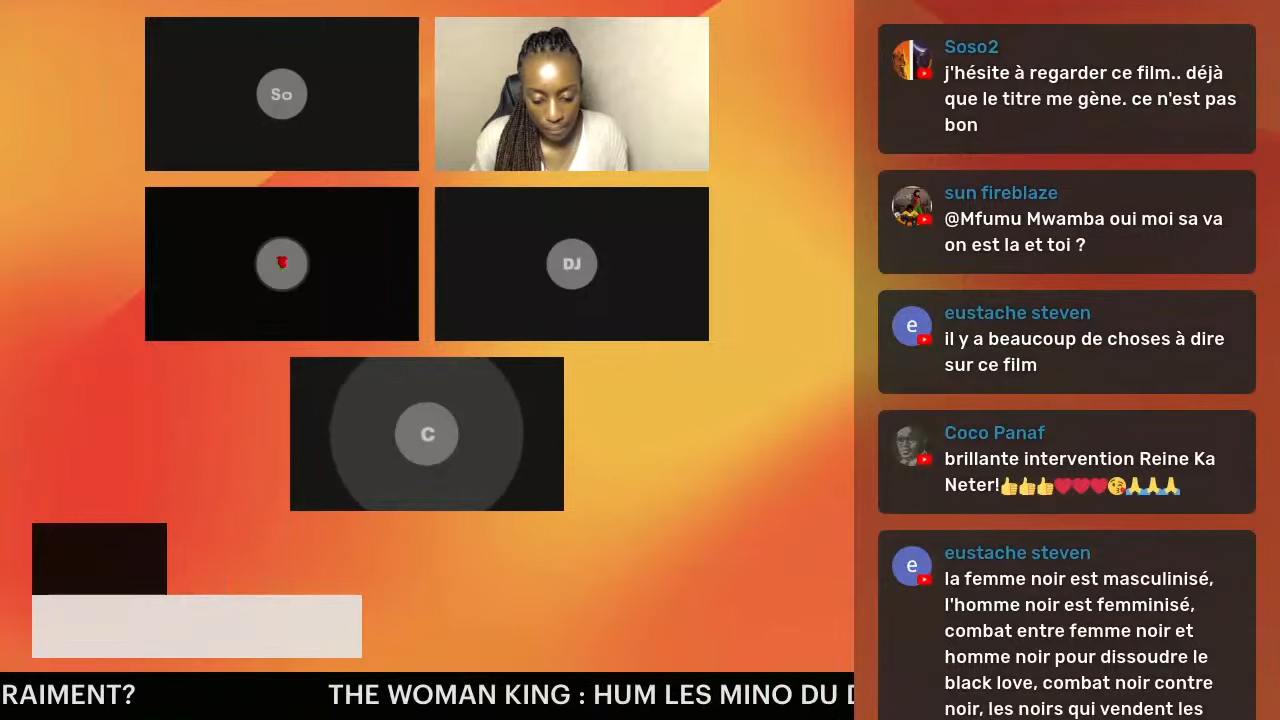 So
DJ
C
RAIMENT?
THE WOMAN KING : HUM LES MINO DU
Soso2
j'hésite à regarder ce film.. déjà
que le titre me gène. ce n'est pas
bon
sun fireblaze
@Mfumu Mwamba oui moi sa va
on est la et toi ?
e
eustache steven
il y a beaucoup de choses à dire
sur ce film
Coco Panaf
brillante intervention Reine Ka
Neter!👍👍👍❤️❤️❤️😘🙏🙏🙏
e
eustache steven
la femme noir est masculinisé,
l'homme noir est femminisé,
combat entre femme noir et
homme noir pour dissoudre le
black love, combat noir contre
noir, les noirs qui vendent les